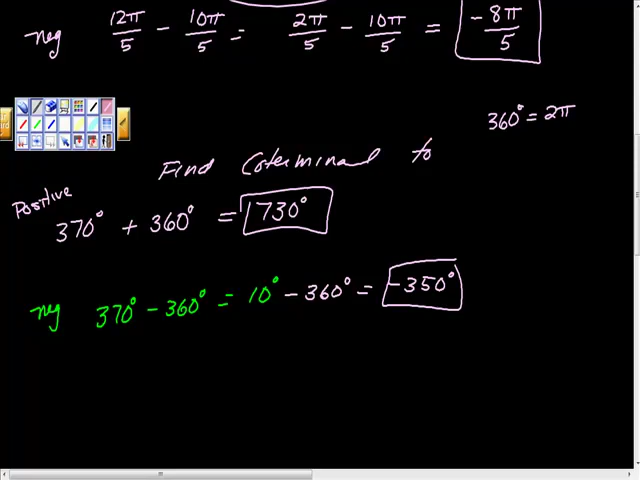 neg 12π/5 - 10π/5 = 2π/5 - 10π/5 = -8π/5
360° = 2π
Find Coterminal to
Positive
370° + 360° = 730°
neg 370° - 360° = 10° - 360° = -350°